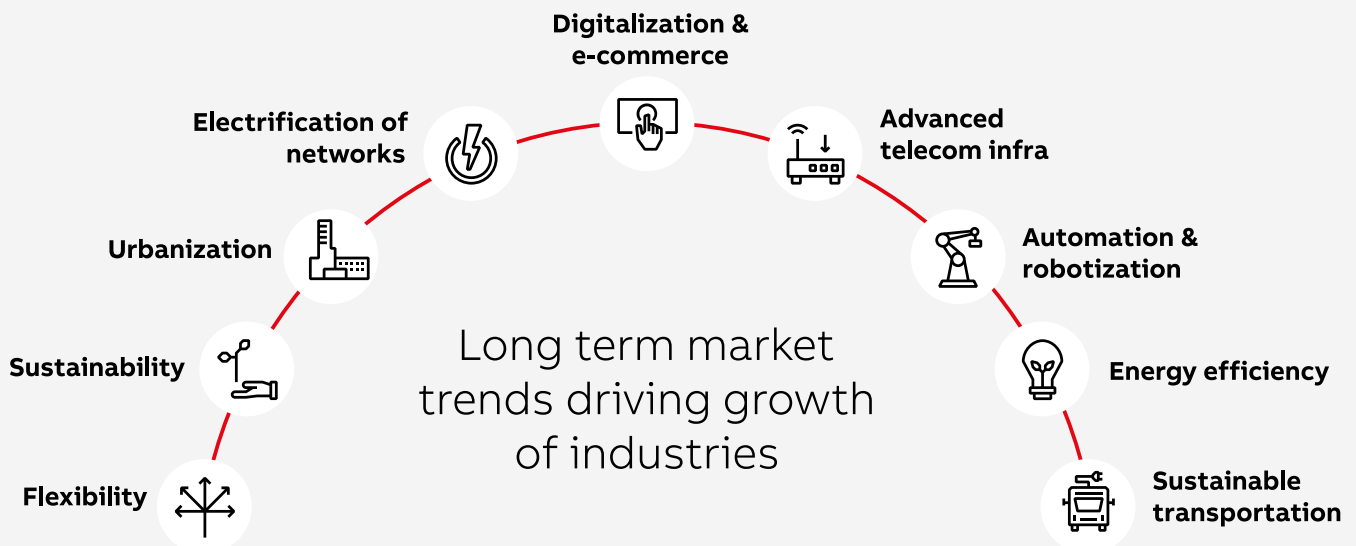 Digitalization &
e-commerce
Electrification of
networks
Advanced
telecom infra
Urbanization
Automation &
robotization
Long term market
trends driving growth
of industries
Sustainability
Energy efficiency
Flexibility
Sustainable
transportation